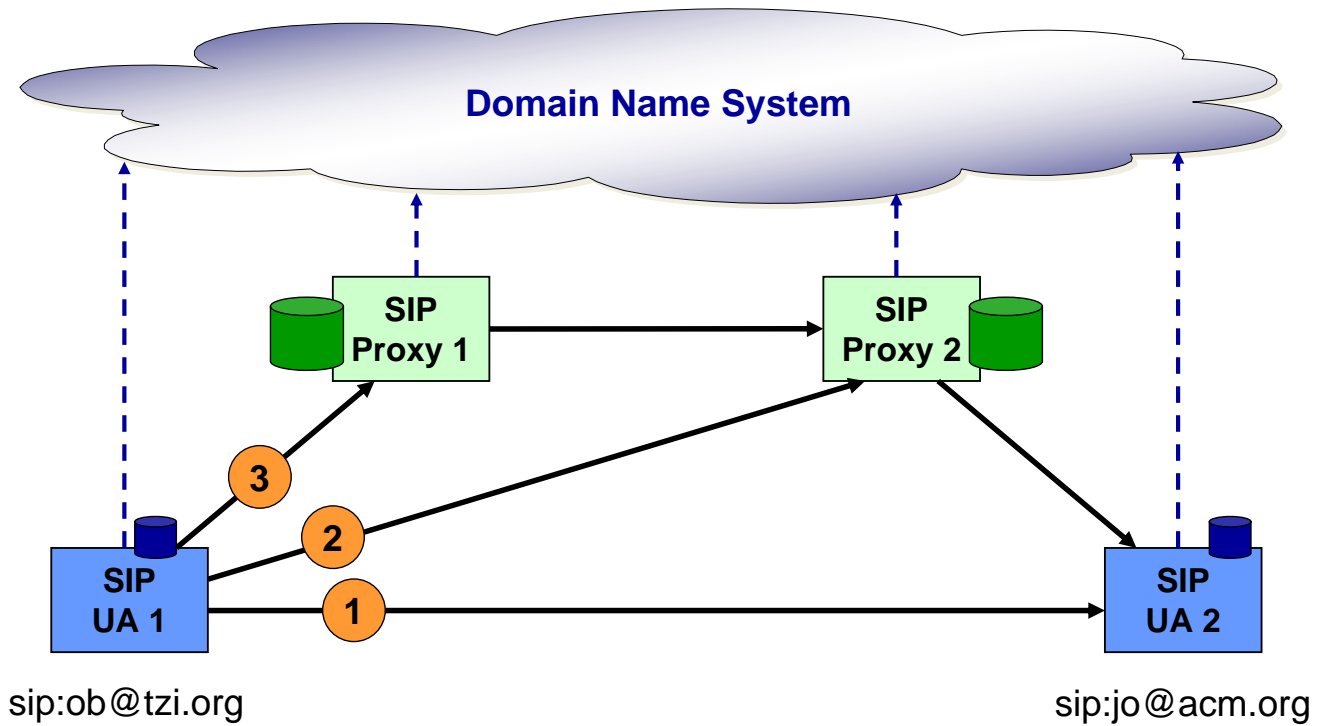 Domain Name System
SIP
Proxy 1
SIP
Proxy 2
3
2
1
SIP
UA 1
SIP
UA 2
sip:ob@tzi.org
sip:jo@acm.org